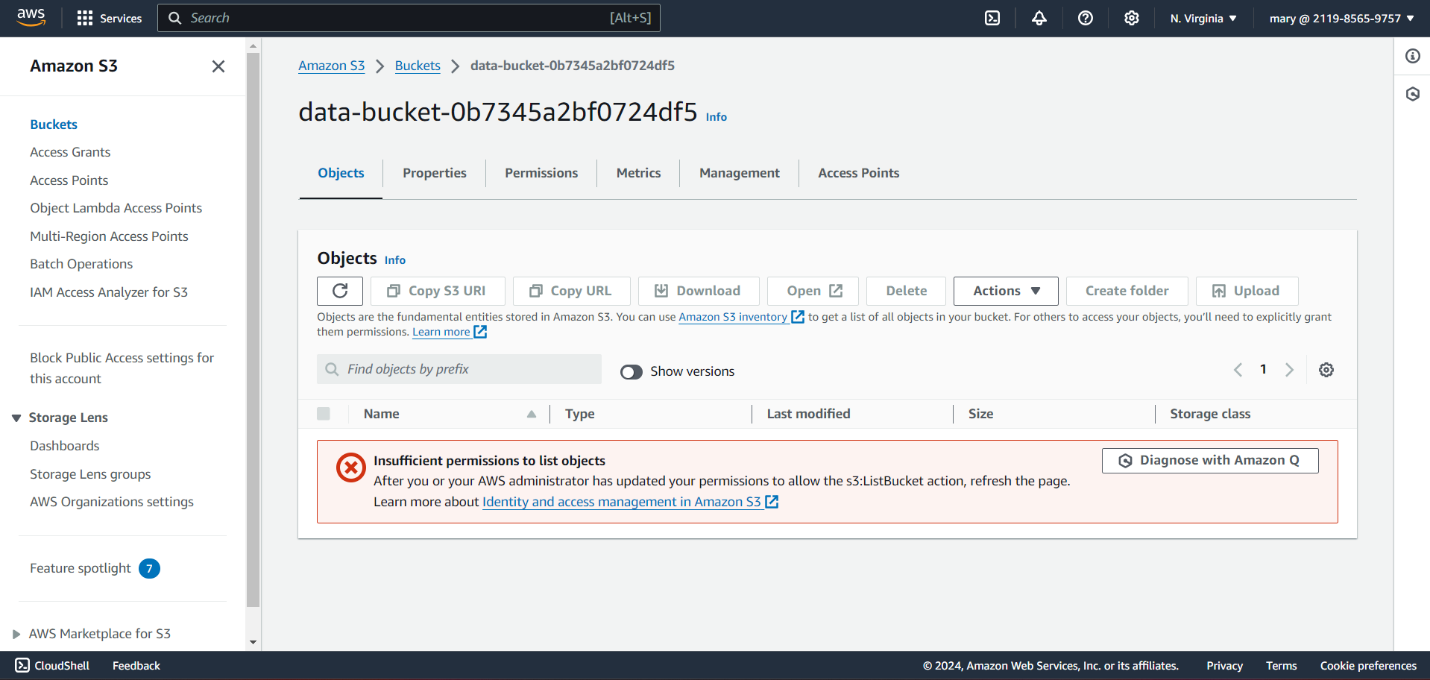 aws
Services
Search
[Alt+S]
N. Virginia
mary @ 2119-8565-9757
Amazon S3
Buckets
Access Grants
Access Points
Object Lambda Access Points
Multi-Region Access Points
Batch Operations
IAM Access Analyzer for S3
Block Public Access settings for
this account
Storage Lens
Dashboards
Storage Lens groups
AWS Organizations settings
Feature spotlight 7
AWS Marketplace for S3
Amazon S3 > Buckets > data-bucket-0b7345a2bf0724df5
data-bucket-0b7345a2bf0724df5 Info
Objects
Properties
Permissions
Metrics
Management
Access Points
Objects Info
Copy S3 URI
Copy URL
Download
Open
Delete
Actions
Create folder
Upload
Objects are the fundamental entities stored in Amazon S3. You can use Amazon S3 inventory to get a list of all objects in your bucket. For others to access your objects, you'll need to explicitly grant
them permissions. Learn more
Find objects by prefix
Show versions
1
Name
Type
Last modified
Size
Storage class
Insufficient permissions to list objects
After you or your AWS administrator has updated your permissions to allow the s3:ListBucket action, refresh the page.
Learn more about Identity and access management in Amazon S3
Diagnose with Amazon Q
CloudShell
Feedback
© 2024, Amazon Web Services, Inc. or its affiliates.
Privacy
Terms
Cookie preferences